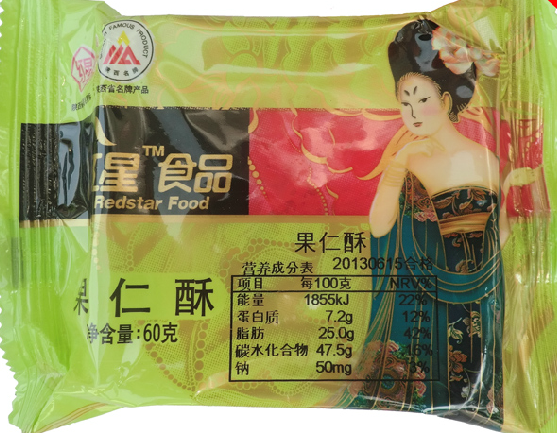 FAMOUS PRODUCT
陕西名牌
陕西省名牌产品
红星™食品
Redstar Food
果仁酥
营养成分表 20130615合格
项目 每100克 NRV%
能量 1855kJ 22%
蛋白质 7.2g 12%
脂肪 25.0g 42%
碳水化合物 47.5g 16%
钠 50mg 3%
果仁酥
净含量:60克